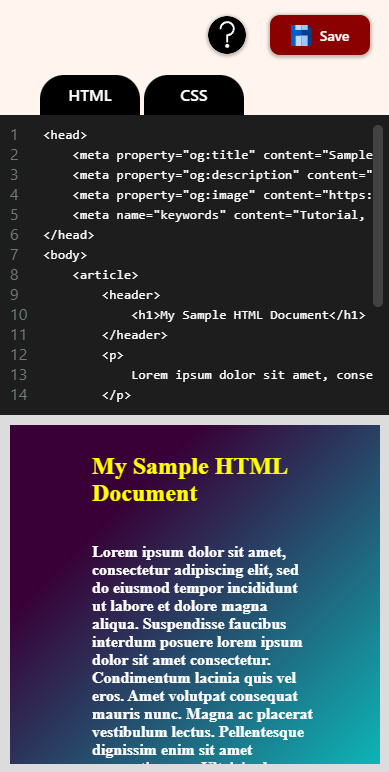 ?
Save
HTML
CSS
1 <head>
2 <meta property="og:title" content="Sample
3 <meta property="og:description" content="
4 <meta property="og:image" content="https:
5 <meta name="keywords" content="Tutorial,
6 </head>
7 <body>
8 <article>
9 <header>
10 <h1>My Sample HTML Document</h1>
11 </header>
12 <p>
13 Lorem ipsum dolor sit amet, conse
14 </p>
My Sample HTML
Document
Lorem ipsum dolor sit amet,
consectetur adipiscing elit, sed
do eiusmod tempor incididunt
ut labore et dolore magna
aliqua. Suspendisse faucibus
interdum posuere lorem ipsum
dolor sit amet consectetur.
Condimentum lacinia quis vel
eros. Amet volutpat consequat
mauris nunc. Magna ac placerat
vestibulum lectus. Pellentesque
dignissim enim sit amet